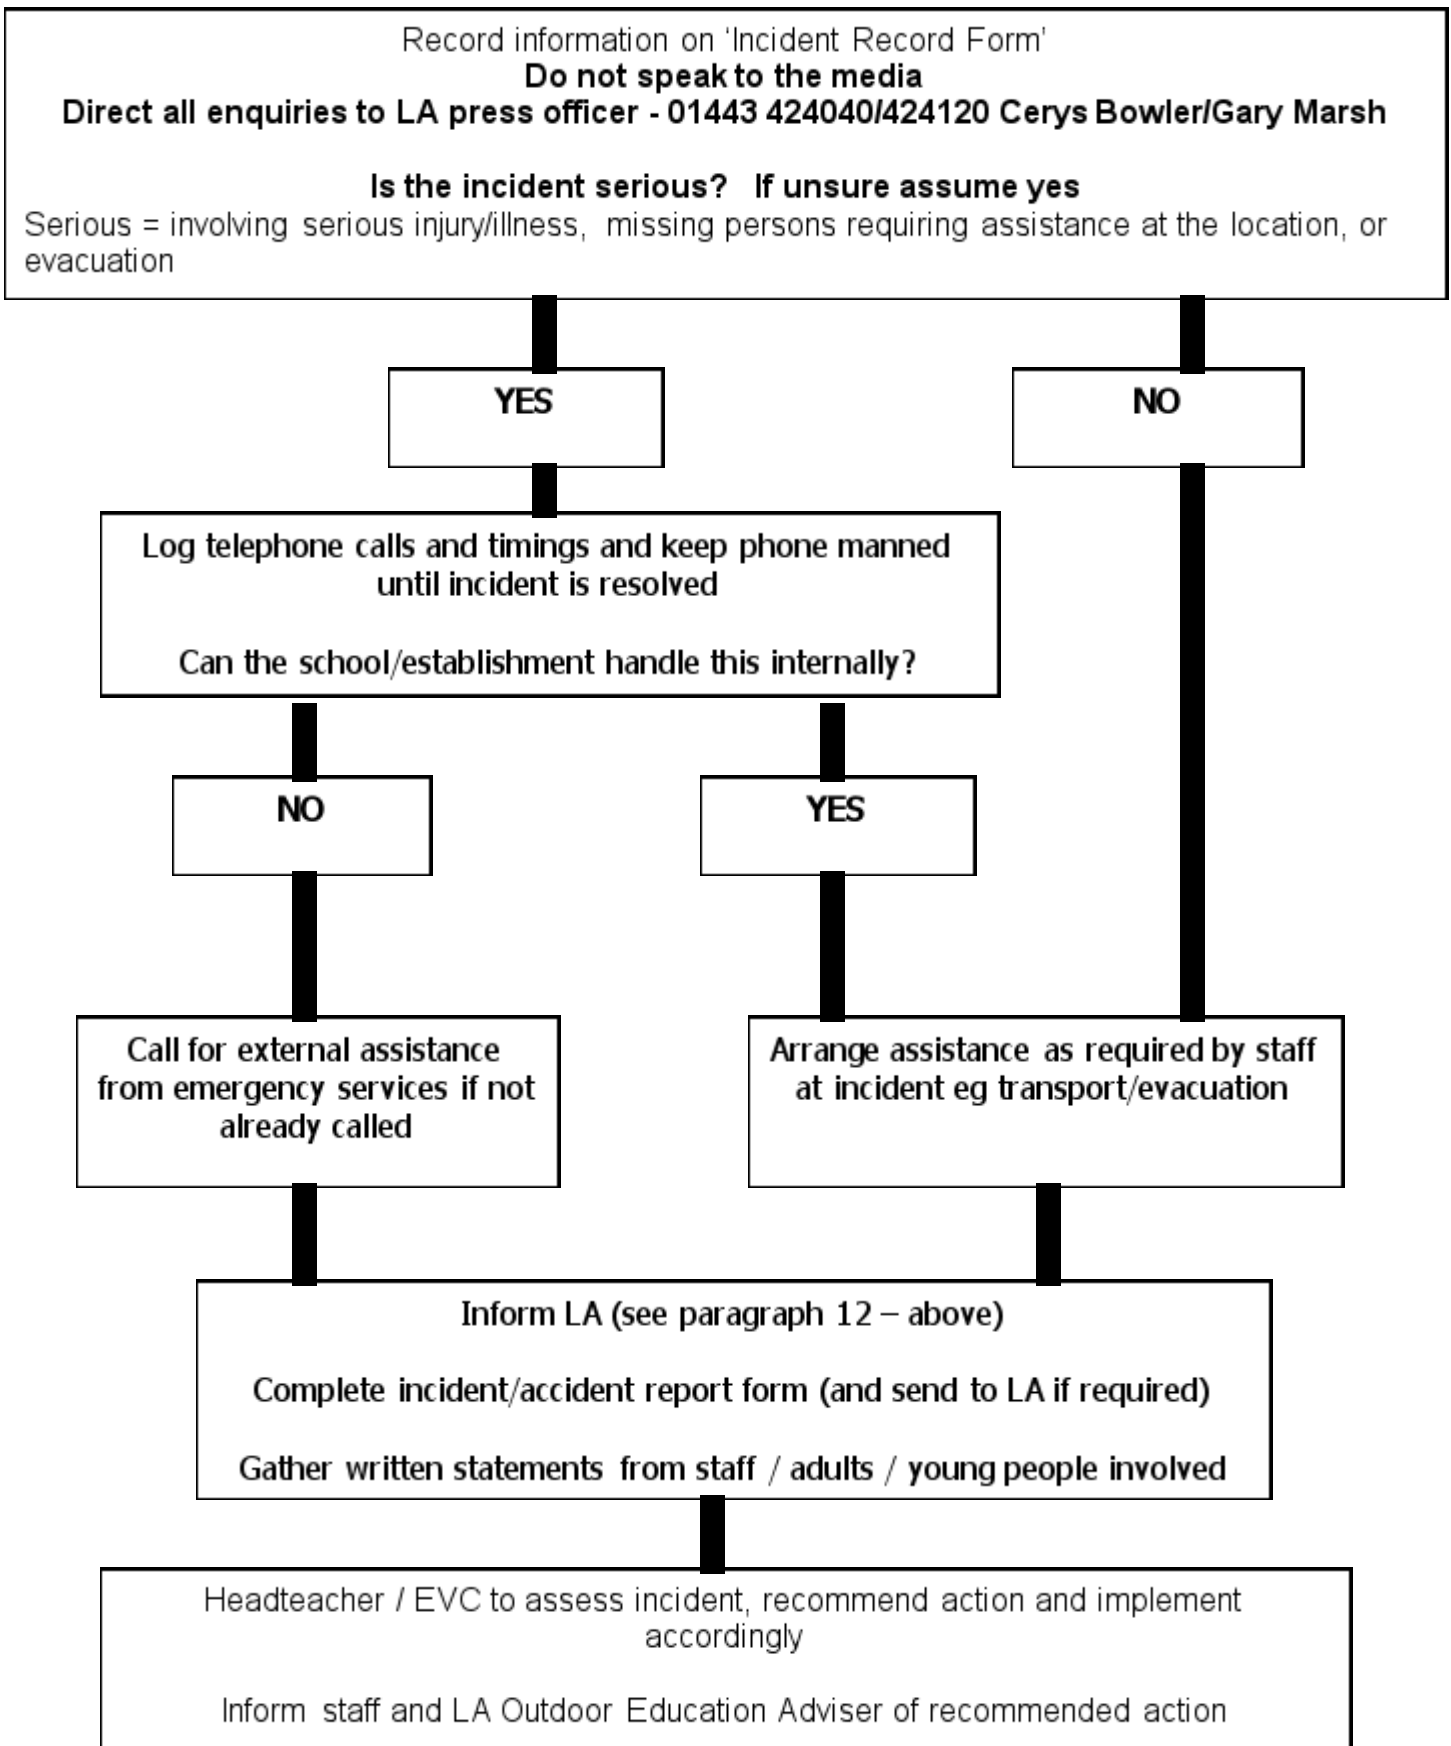 Record information on ‘Incident Record Form’
Do not speak to the media
Direct all enquiries to LA press officer - 01443 424040/424120 Cerys Bowler/Gary Marsh
Is the incident serious? If unsure assume yes
Serious = involving serious injury/illness, missing persons requiring assistance at the location, or
evacuation
YES
NO
Log telephone calls and timings and keep phone manned
until incident is resolved
Can the school/establishment handle this internally?
NO
YES
Call for external assistance
from emergency services if not
already called
Arrange assistance as required by staff
at incident eg transport/evacuation
Inform LA (see paragraph 12 – above)
Complete incident/accident report form (and send to LA if required)
Gather written statements from staff / adults / young people involved
Headteacher / EVC to assess incident, recommend action and implement
accordingly
Inform staff and LA Outdoor Education Adviser of recommended action